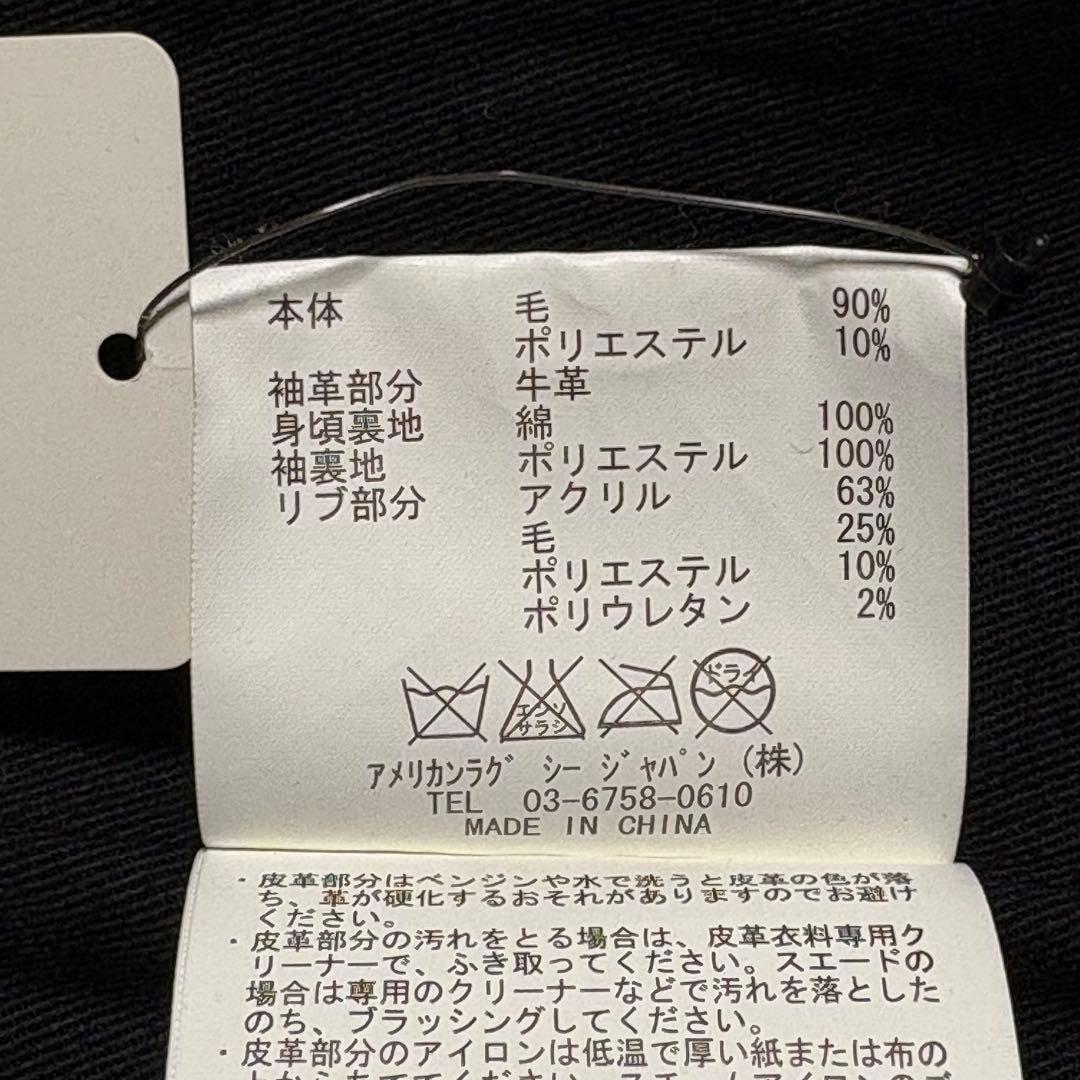 本体 毛 90%
ポリエステル 10%
袖革部分 牛革
身頃裏地 綿 100%
袖裏地 ポリエステル 100%
リブ部分 アクリル 63%
毛 25%
ポリエステル 10%
ポリウレタン 2%
エンソ サラシ ドライ
ｱﾒﾘｶﾝﾗｸﾞ ｼｰ ｼﾞｬﾊﾟﾝ (株)
TEL 03-6758-0610
MADE IN CHINA
・皮革部分はベンジンや水で洗うと皮革の色が落
ち、革が硬化するおそれがありますのでお避け
ください。
・皮革部分の汚れをとる場合は、皮革衣料専用ク
リーナーで、ふき取ってください。スエードの
場合は専用のクリーナーなどで汚れを落とした
のち、ブラッシングしてください。
・皮革部分のアイロンは低温で厚い紙または布の